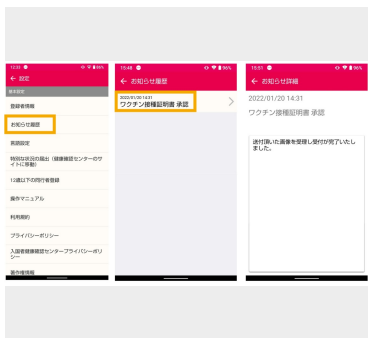 12:33
86%
← 設定
基本設定
登録者情報
お知らせ履歴
言語設定
特別な状況の届出（健康確認センターのサ
イトに移動）
12歳以下の同行者登録
操作マニュアル
利用規約
プライバシーポリシー
入国者健康確認センタープライバシーポリ
シー
著作権情報
15:48
96%
← お知らせ履歴
2022/01/20 14:31
ワクチン接種証明書 承認
15:51
96%
← お知らせ詳細
2022/01/20 14:31
ワクチン接種証明書 承認
送付頂いた画像を受理し受付が完了いたし
ました。